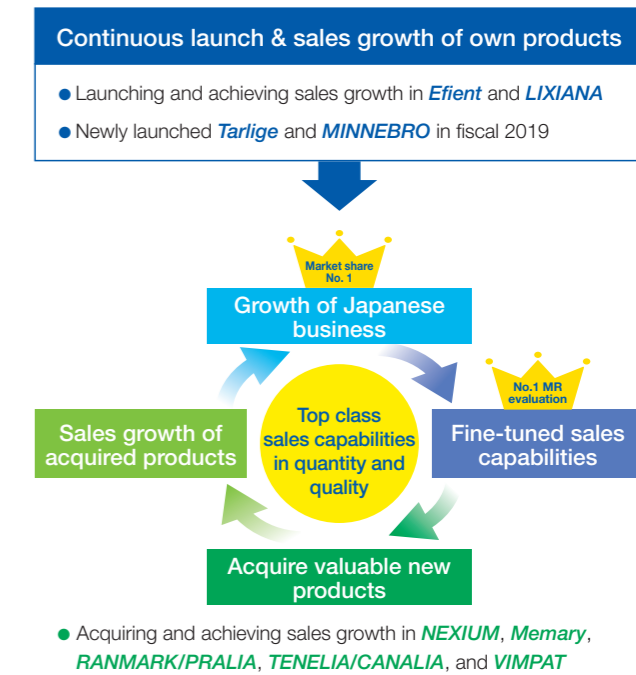 Continuous launch & sales growth of own products
● Launching and achieving sales growth in Efient and LIXIANA
● Newly launched Tarlige and MINNEBRO in fiscal 2019
Market share
No. 1
Growth of Japanese
business
No.1 MR
evaluation
Fine-tuned sales
capabilities
Top class
sales capabilities
in quantity and
quality
Sales growth of
acquired products
Acquire valuable new
products
● Acquiring and achieving sales growth in NEXIUM, Memary,
RANMARK/PRALIA, TENELIA/CANALIA, and VIMPAT